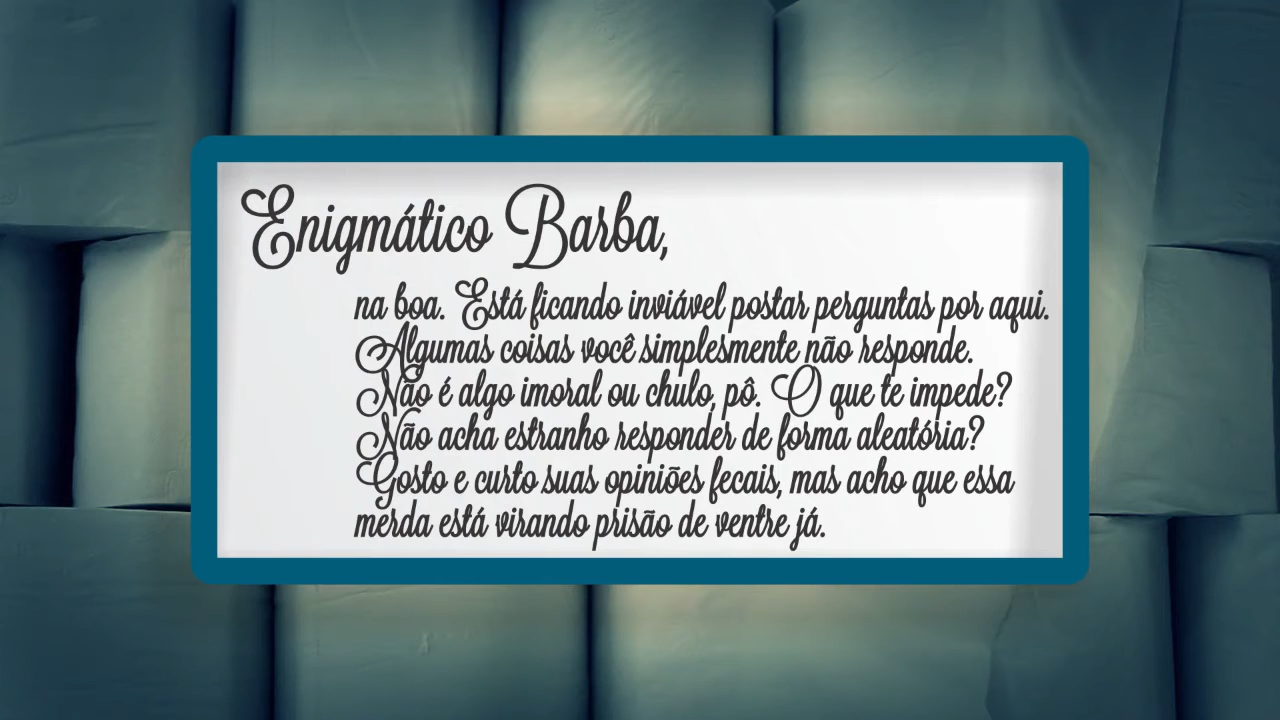 Enigmático Barba,
na boa. Está ficando inviável postar perguntas por aqui.
Algumas coisas você simplesmente não responde.
Não é algo imoral ou chulo, pô. O que te impede?
Não acha estranho responder de forma aleatória?
Gosto e curto suas opiniões fecais, mas acho que essa
merda está virando prisão de ventre já.